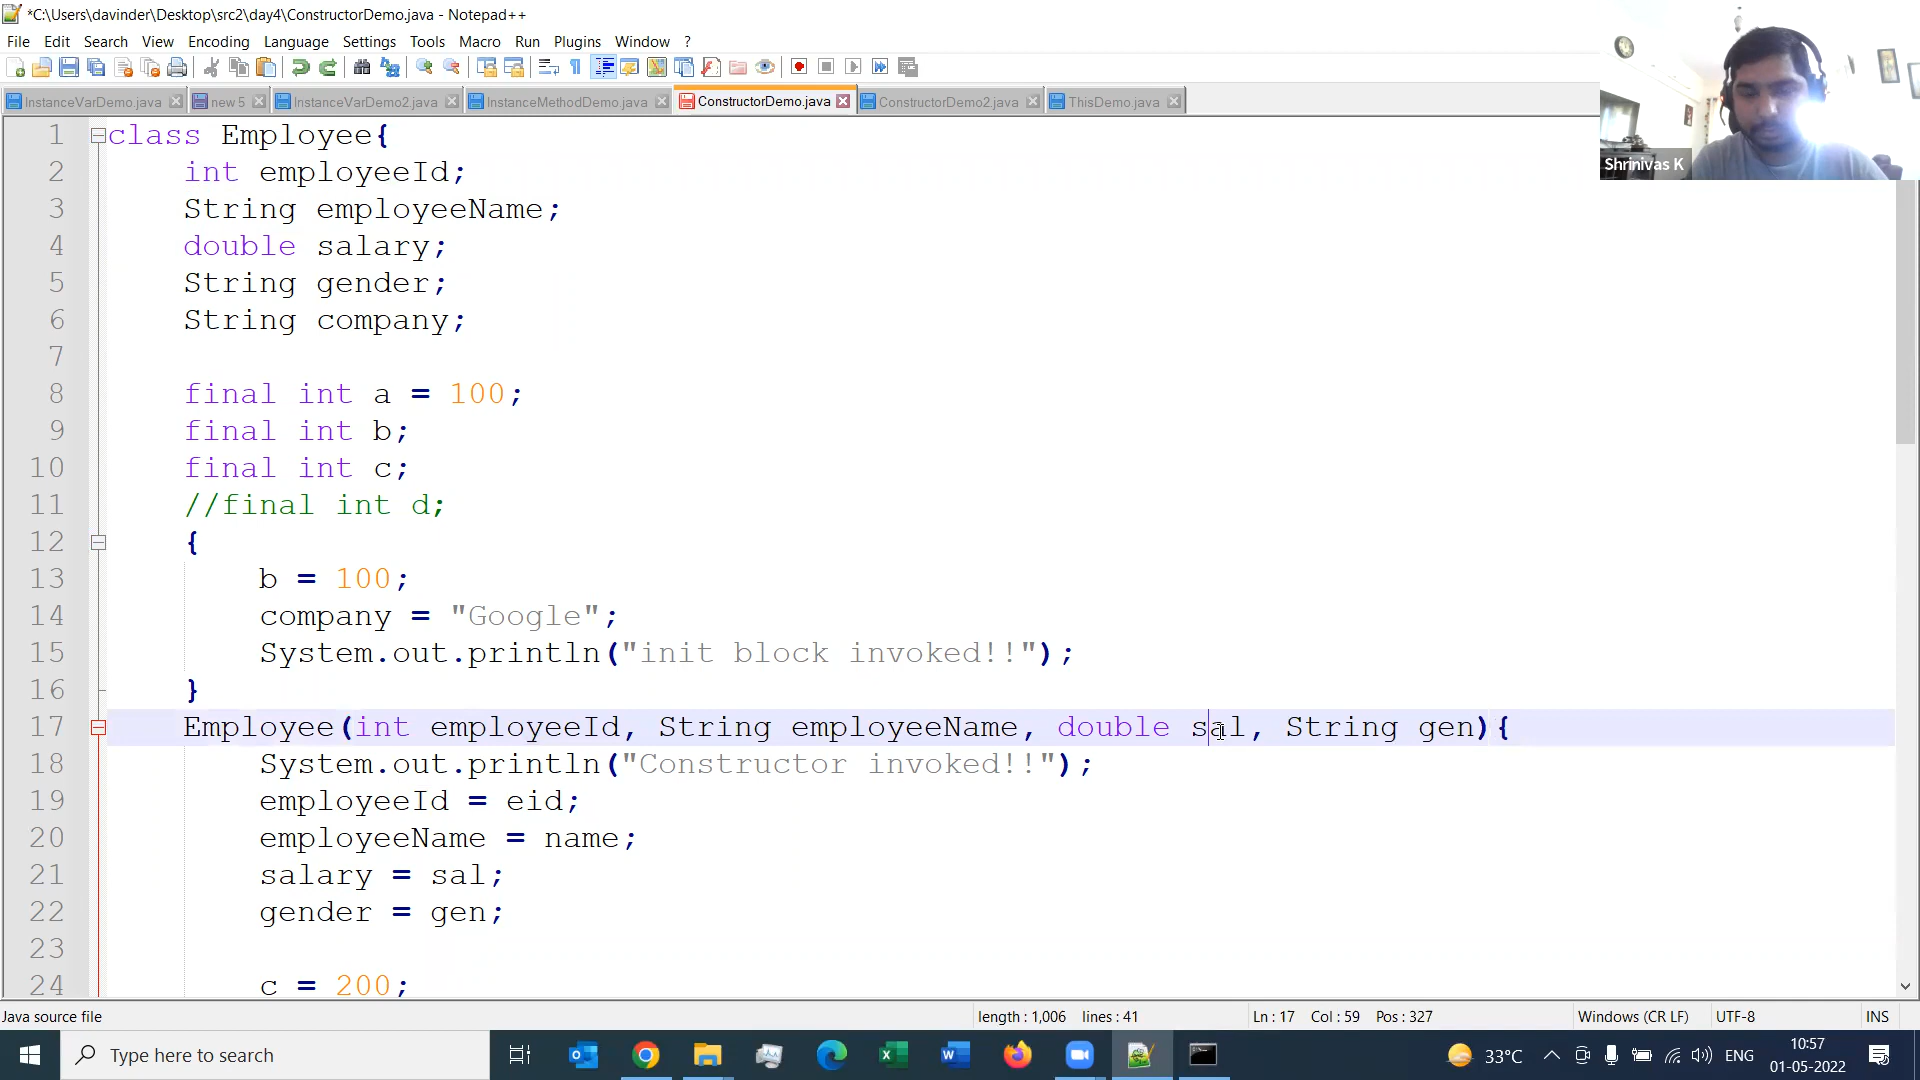 *C:\Users\davinder\Desktop\src2\day4\ConstructorDemo.java - Notepad++
File Edit Search View Encoding Language Settings Tools Macro Run Plugins Window ?
InstanceVarDemo.java new 5 InstanceVarDemo2.java InstanceMethodDemo.java ConstructorDemo.java ConstructorDemo2.java ThisDemo.java
Shrinivas K
1 class Employee{
2 int employeeId;
3 String employeeName;
4 double salary;
5 String gender;
6 String company;
7
8 final int a = 100;
9 final int b;
10 final int c;
11 //final int d;
12 {
13 b = 100;
14 company = "Google";
15 System.out.println("init block invoked!!");
16 }
17 Employee(int employeeId, String employeeName, double sal, String gen){
18 System.out.println("Constructor invoked!!");
19 employeeId = eid;
20 employeeName = name;
21 salary = sal;
22 gender = gen;
23
24 c = 200;
Java source file length : 1,006 lines : 41 Ln : 17 Col : 59 Pos : 327 Windows (CR LF) UTF-8 INS
Type here to search 33°C ENG 10:57
01-05-2022